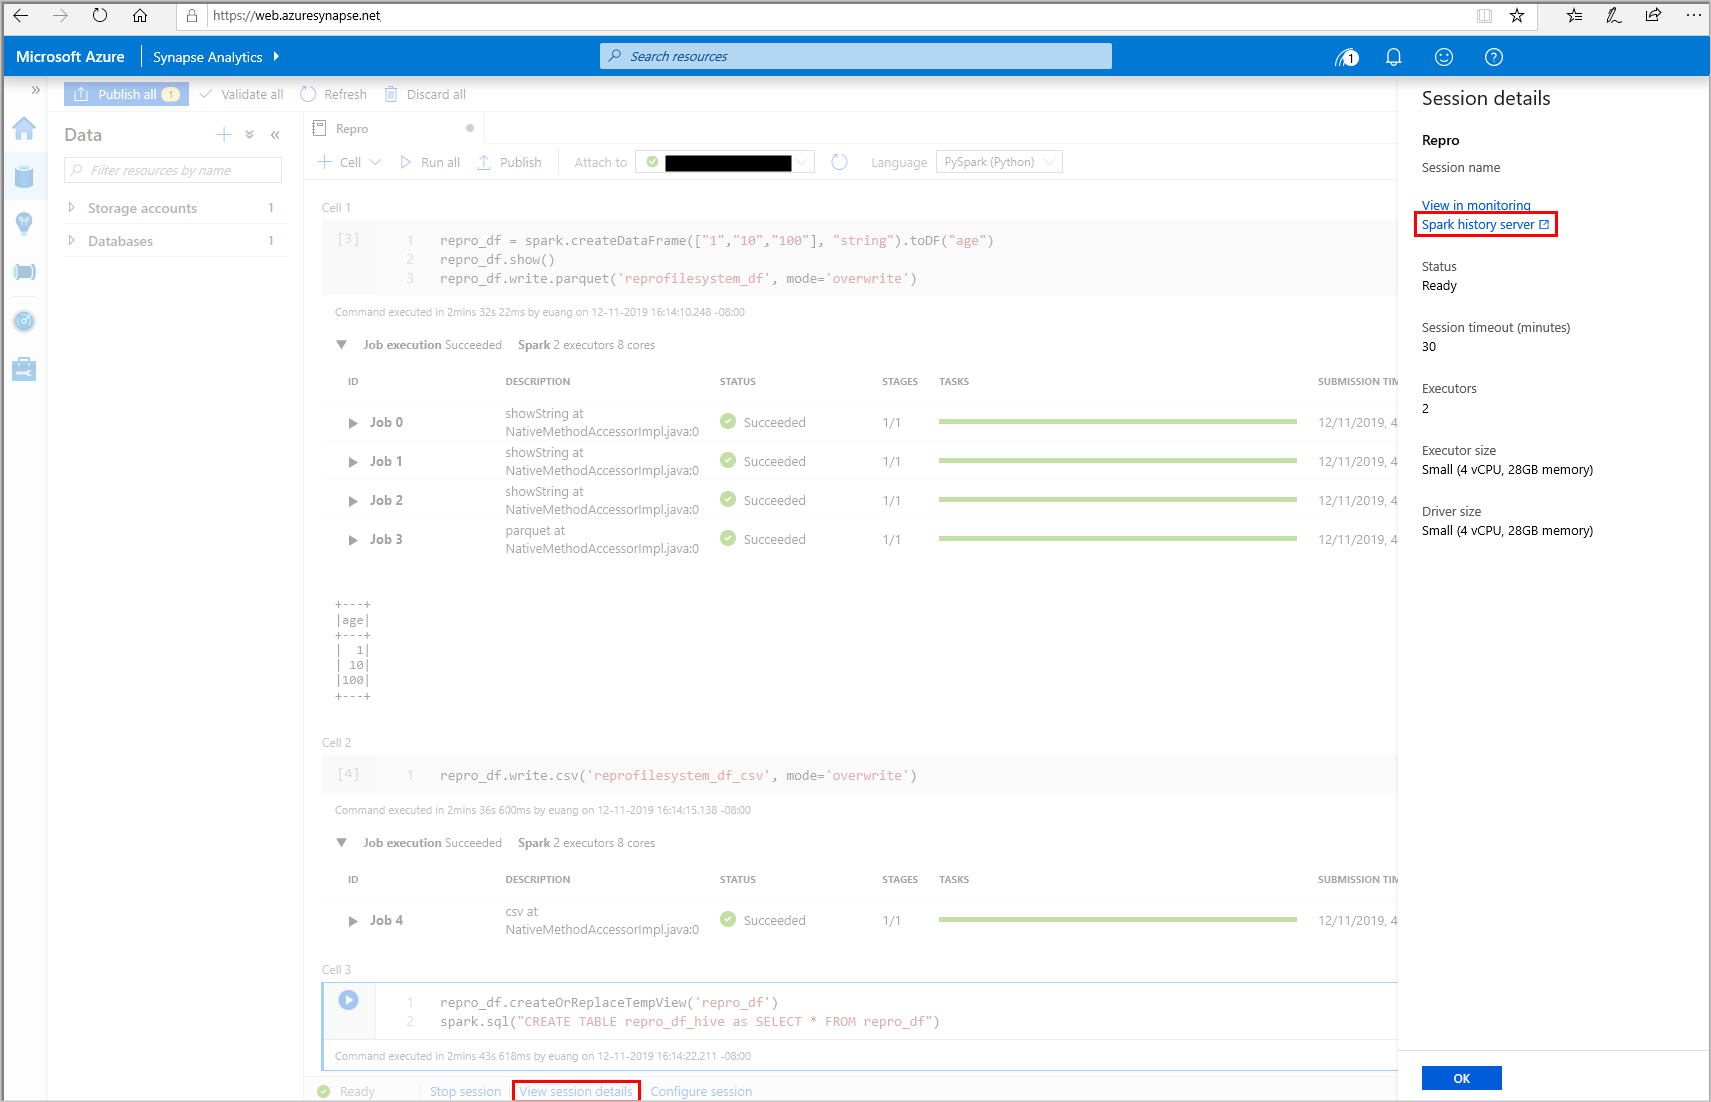 https://web.azuresynapse.net
Microsoft Azure Synapse Analytics Search resources 1
Publish all 1 Validate all Refresh Discard all
Data
Filter resources by name
Storage accounts 1
Databases 1
Repro
Cell Run all Publish Attach to Language PySpark (Python)
Cell 1
[3] 1 repro_df = spark.createDataFrame(["1","10","100"], "string").toDF("age")
2 repro_df.show()
3 repro_df.write.parquet('reprofilesystem_df', mode='overwrite')
Command executed in 2mins 32s 22ms by euang on 12-11-2019 16:14:10.248 -08:00
Job execution Succeeded Spark 2 executors 8 cores
ID DESCRIPTION STATUS STAGES TASKS SUBMISSION TIM
Job 0 showString at NativeMethodAccessorImpl.java:0 Succeeded 1/1 12/11/2019, 4
Job 1 showString at NativeMethodAccessorImpl.java:0 Succeeded 1/1 12/11/2019, 4
Job 2 showString at NativeMethodAccessorImpl.java:0 Succeeded 1/1 12/11/2019, 4
Job 3 parquet at NativeMethodAccessorImpl.java:0 Succeeded 1/1 12/11/2019, 4
+---+
|age|
+---+
|  1|
| 10|
|100|
+---+
Cell 2
[4] 1 repro_df.write.csv('reprofilesystem_df_csv', mode='overwrite')
Command executed in 2mins 36s 600ms by euang on 12-11-2019 16:14:15.138 -08:00
Job execution Succeeded Spark 2 executors 8 cores
ID DESCRIPTION STATUS STAGES TASKS SUBMISSION TIM
Job 4 csv at NativeMethodAccessorImpl.java:0 Succeeded 1/1 12/11/2019, 4
Cell 3
1 repro_df.createOrReplaceTempView('repro_df')
2 spark.sql("CREATE TABLE repro_df_hive as SELECT * FROM repro_df")
Command executed in 2mins 43s 618ms by euang on 12-11-2019 16:14:22.211 -08:00
Ready Stop session View session details Configure session
Session details
Repro
Session name
View in monitoring
Spark history server
Status
Ready
Session timeout (minutes)
30
Executors
2
Executor size
Small (4 vCPU, 28GB memory)
Driver size
Small (4 vCPU, 28GB memory)
OK